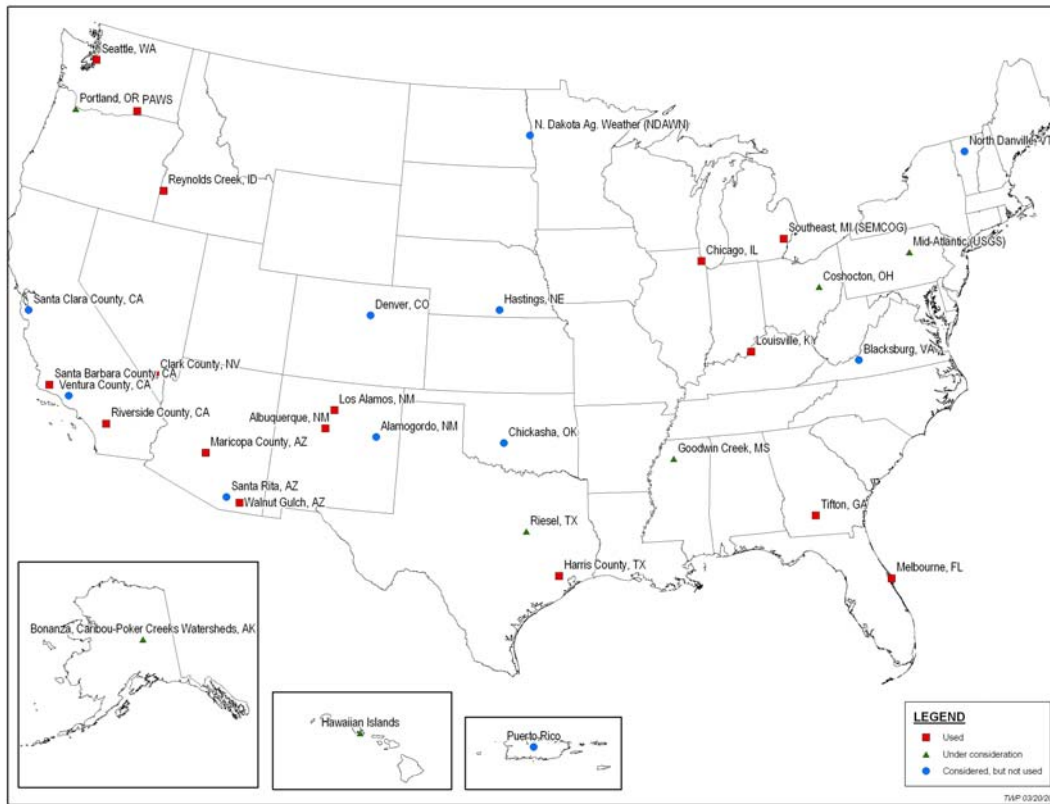 Seattle, WA
Portland, OR
PAWS
N. Dakota Ag. Weather (NDAWN)
North Danville, VT
Reynolds Creek, ID
Southeast, MI (SEMCOG)
Mid-Atlantic (USGS)
Chicago, IL
Coshocton, OH
Santa Clara County, CA
Denver, CO
Hastings, NE
Louisville, KY
Blacksburg, VA
Clark County, NV
Santa Barbara County, CA
Ventura County, CA
Los Alamos, NM
Riverside County, CA
Albuquerque, NM
Alamogordo, NM
Chickasha, OK
Maricopa County, AZ
Goodwin Creek, MS
Santa Rita, AZ
Walnut Gulch, AZ
Tifton, GA
Riesel, TX
Harris County, TX
Melbourne, FL
Bonanza, Caribou-Poker Creeks Watersheds, AK
Hawaiian Islands
Puerto Rico
LEGEND
Used
Under consideration
Considered, but not used
TWP